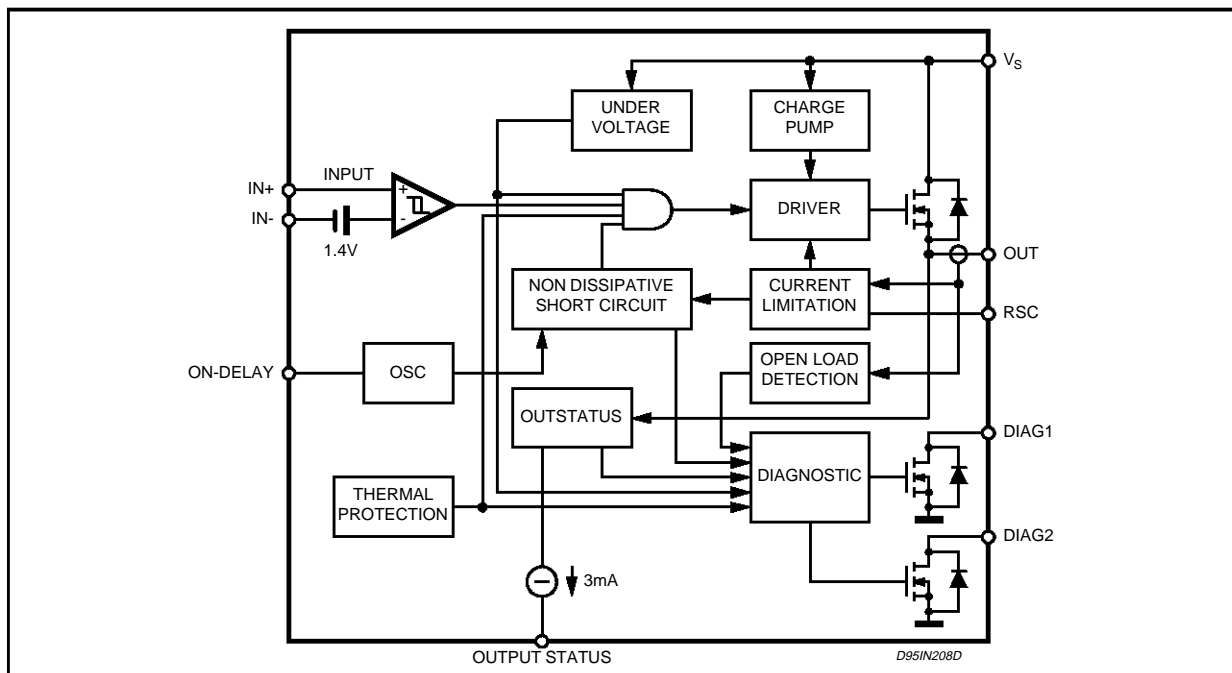 VS
UNDER
VOLTAGE
CHARGE
PUMP
INPUT
IN+
+
IN-
-
1.4V
DRIVER
OUT
NON DISSIPATIVE
SHORT CIRCUIT
CURRENT
LIMITATION
RSC
ON-DELAY
OSC
OPEN LOAD
DETECTION
OUTSTATUS
DIAG1
DIAGNOSTIC
THERMAL
PROTECTION
DIAG2
3mA
OUTPUT STATUS
D95IN208D